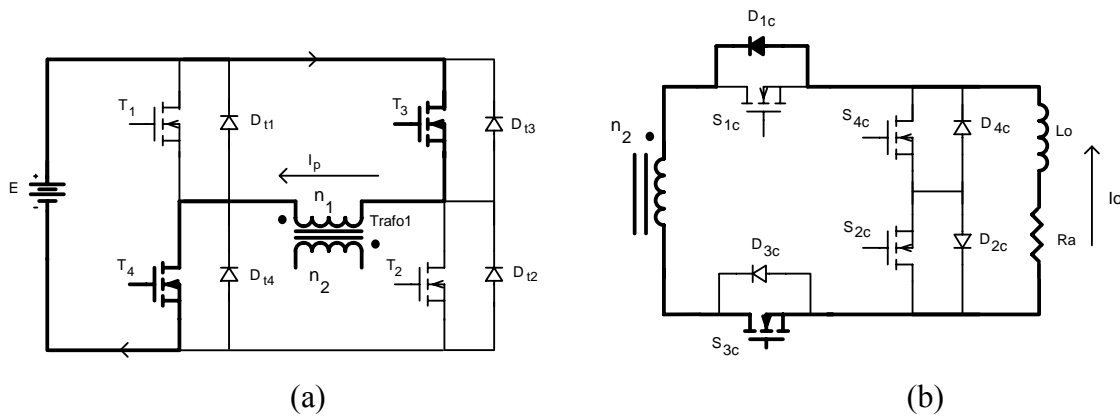 T1
Dt1
T3
Dt3
E
+
-
Ip
n1
Trafo1
n2
T4
Dt4
T2
Dt2
(a)
D1c
S1c
n2
S4c
D4c
Lo
Io
S2c
D2c
Ra
D3c
S3c
(b)